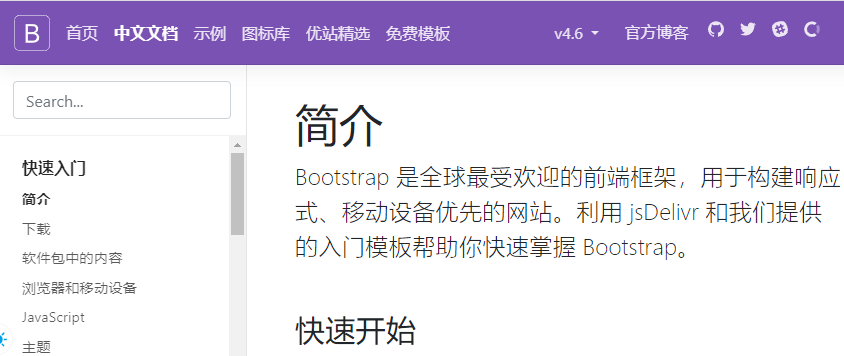 B 首页 中文文档 示例 图标库 优站精选 免费模板 v4.6 官方博客
Search...
快速入门
简介
下载
软件包中的内容
浏览器和移动设备
JavaScript
主题
简介
Bootstrap 是全球最受欢迎的前端框架，用于构建响应
式、移动设备优先的网站。利用 jsDelivr 和我们提供
的入门模板帮助你快速掌握 Bootstrap。
快速开始